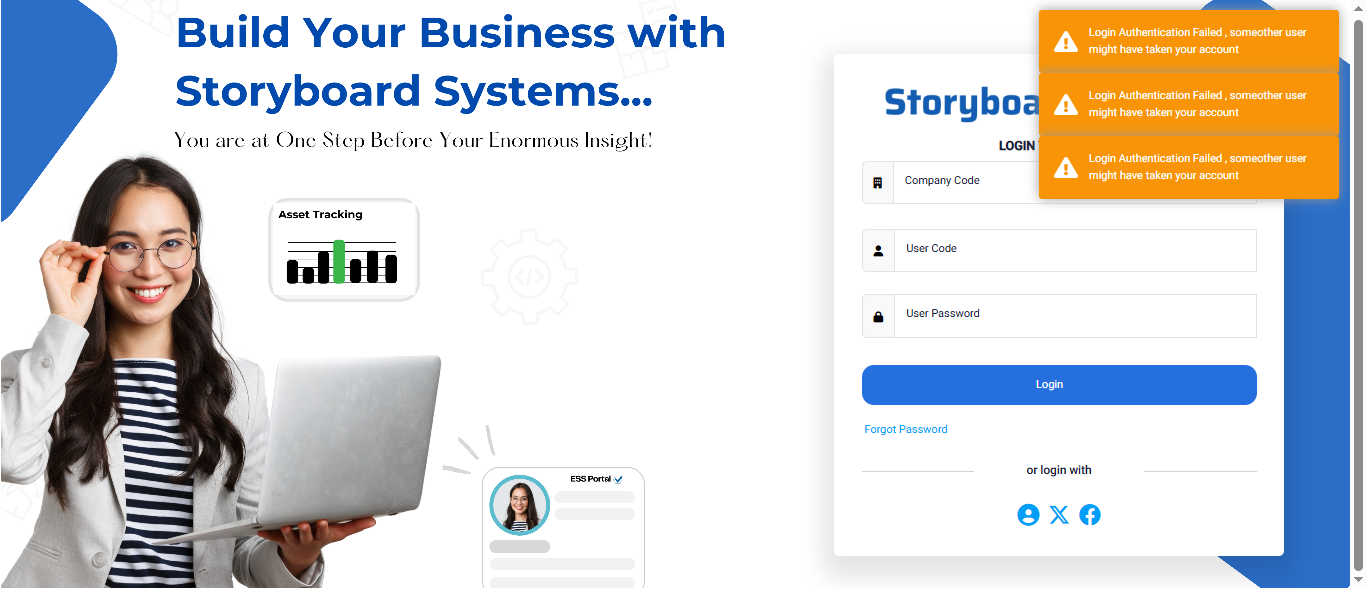 Build Your Business with
Storyboard Systems...
You are at One Step Before Your Enormous Insight!
Asset Tracking
ESS Portal
Login Authentication Failed , someother user
might have taken your account
Login Authentication Failed , someother user
might have taken your account
Login Authentication Failed , someother user
might have taken your account
LOGIN
Company Code
User Code
User Password
Login
Forgot Password
or login with